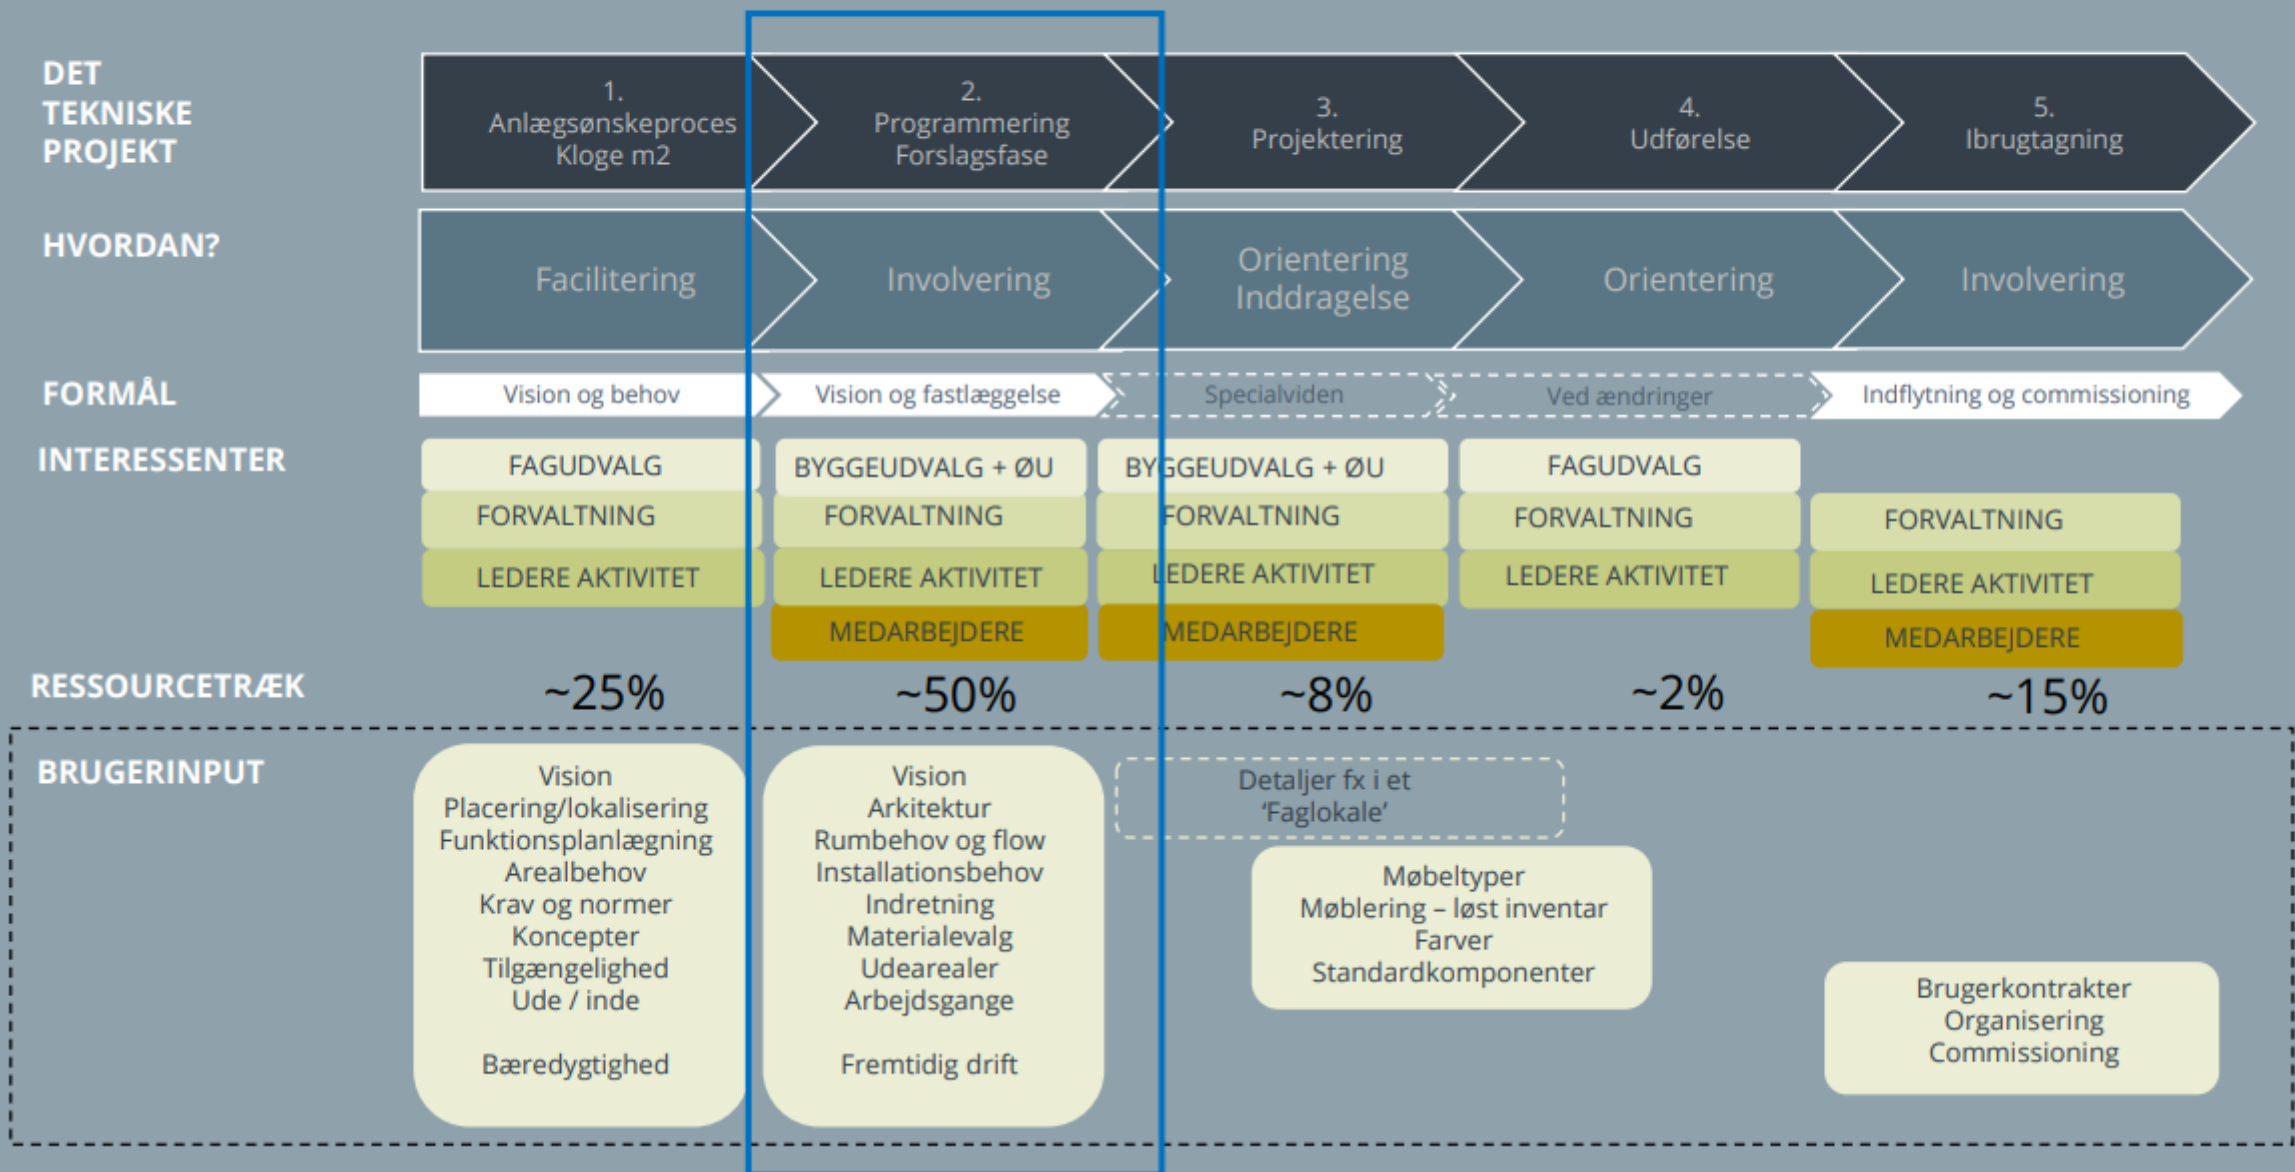 DET
TEKNISKE
PROJEKT
1.
Anlægsønskeproces
Kloge m2
2.
Programmering
Forslagsfase
3.
Projektering
4.
Udførelse
5.
Ibrugtagning
HVORDAN?
Facilitering
Involvering
Orientering
Inddragelse
Orientering
Involvering
FORMÅL
Vision og behov
Vision og fastlæggelse
Specialviden
Ved ændringer
Indflytning og commissioning
INTERESSENTER
FAGUDVALG
BYGGEUDVALG + ØU
BYGGEUDVALG + ØU
FAGUDVALG
FORVALTNING
FORVALTNING
FORVALTNING
FORVALTNING
FORVALTNING
LEDERE AKTIVITET
LEDERE AKTIVITET
LEDERE AKTIVITET
LEDERE AKTIVITET
LEDERE AKTIVITET
MEDARBEJDERE
MEDARBEJDERE
MEDARBEJDERE
RESSOURCETRÆK
~25%
~50%
~8%
~2%
~15%
BRUGERINPUT
Vision
Placering/lokalisering
Funktionsplanlægning
Arealbehov
Krav og normer
Koncepter
Tilgængelighed
Ude / inde
Bæredygtighed
Vision
Arkitektur
Rumbehov og flow
Installationsbehov
Indretning
Materialevalg
Udearealer
Arbejdsgange
Fremtidig drift
Detaljer fx i et
‘Faglokale’
Møbeltyper
Møblering – løst inventar
Farver
Standardkomponenter
Brugerkontrakter
Organisering
Commissioning